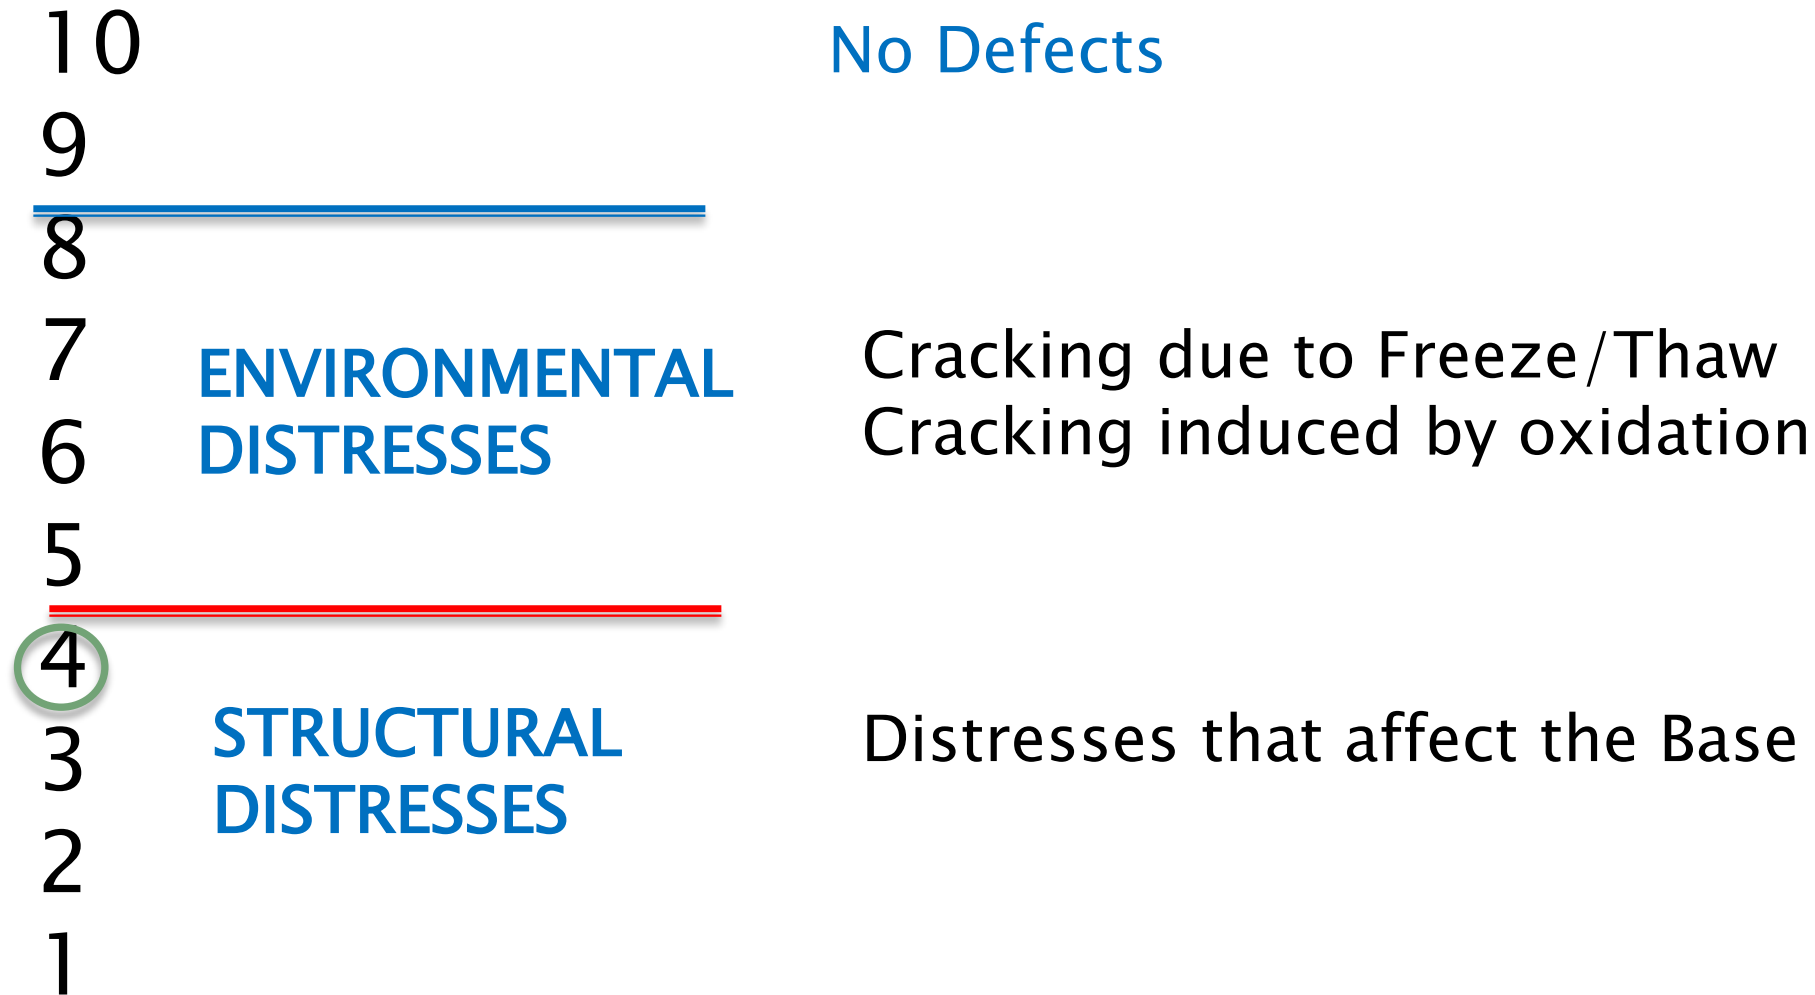 10 No Defects
9
8
7
ENVIRONMENTAL Cracking due to Freeze/Thaw
6 DISTRESSES Cracking induced by oxidation
5
4
STRUCTURAL Distresses that affect the Base
3
DISTRESSES
2
1